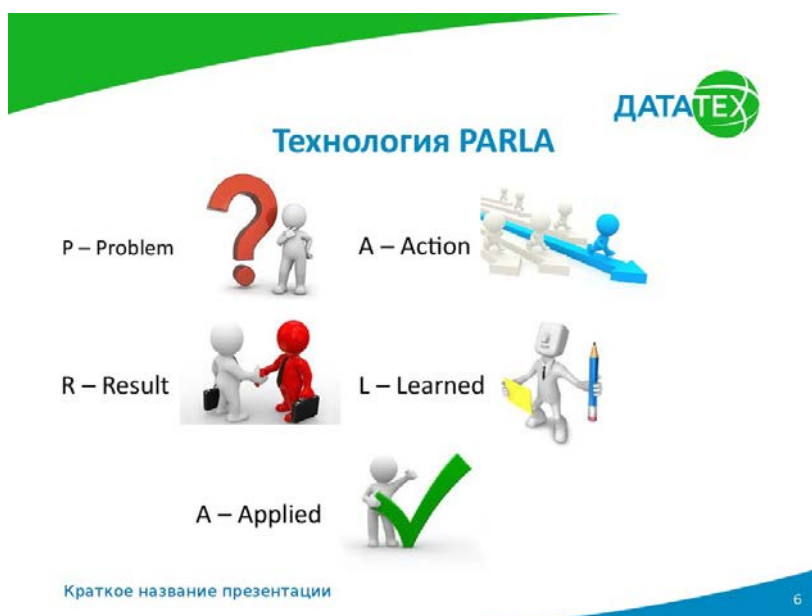 ДАТАТЕХ
Технология PARLA
P – Problem
A – Action
R – Result
L – Learned
A – Applied
Краткое название презентации
6